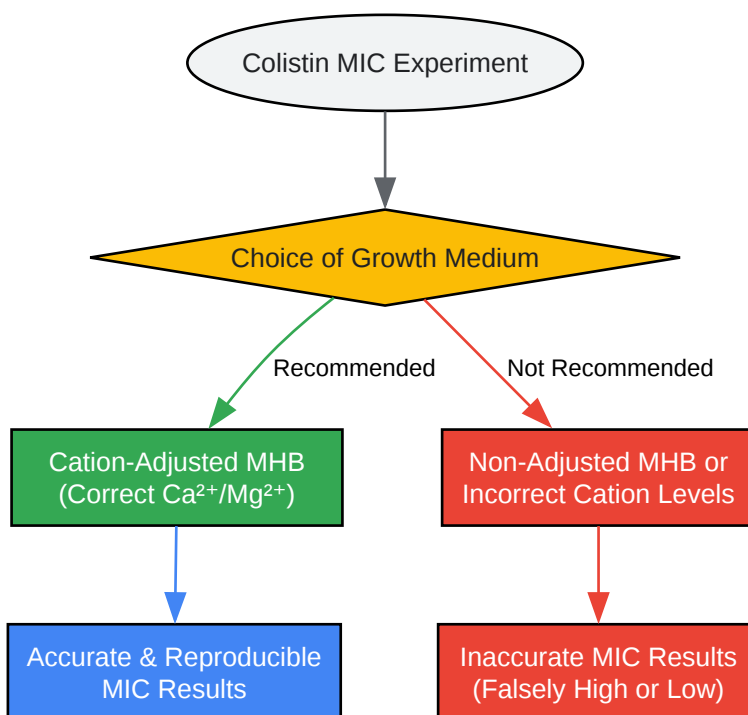 Colistin MIC Experiment
Choice of Growth Medium
Recommended
Not Recommended
Cation-Adjusted MHB
(Correct Ca²⁺/Mg²⁺)
Non-Adjusted MHB or
Incorrect Cation Levels
Accurate & Reproducible
MIC Results
Inaccurate MIC Results
(Falsely High or Low)